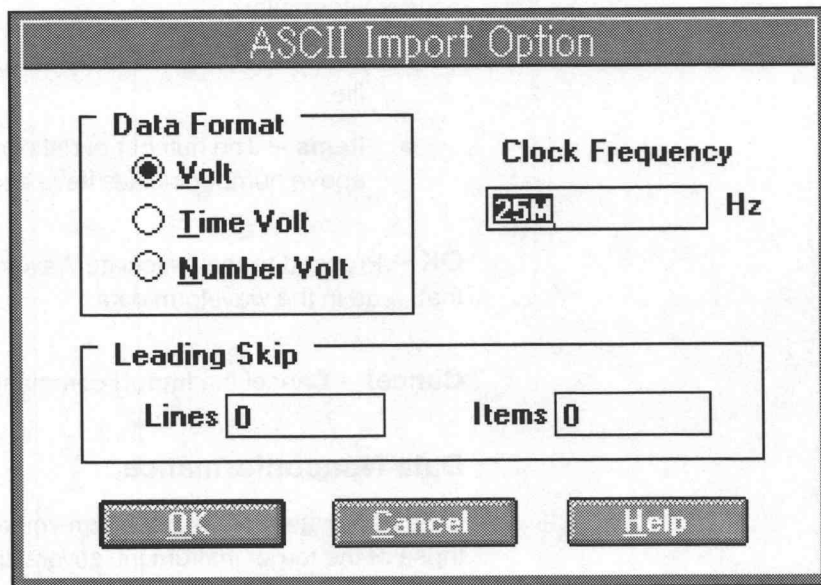 ASCII Import Option
Data Format
Volt
Time Volt
Number Volt
Clock Frequency
25M Hz
Leading Skip
Lines 0
Items 0
OK
Cancel
Help